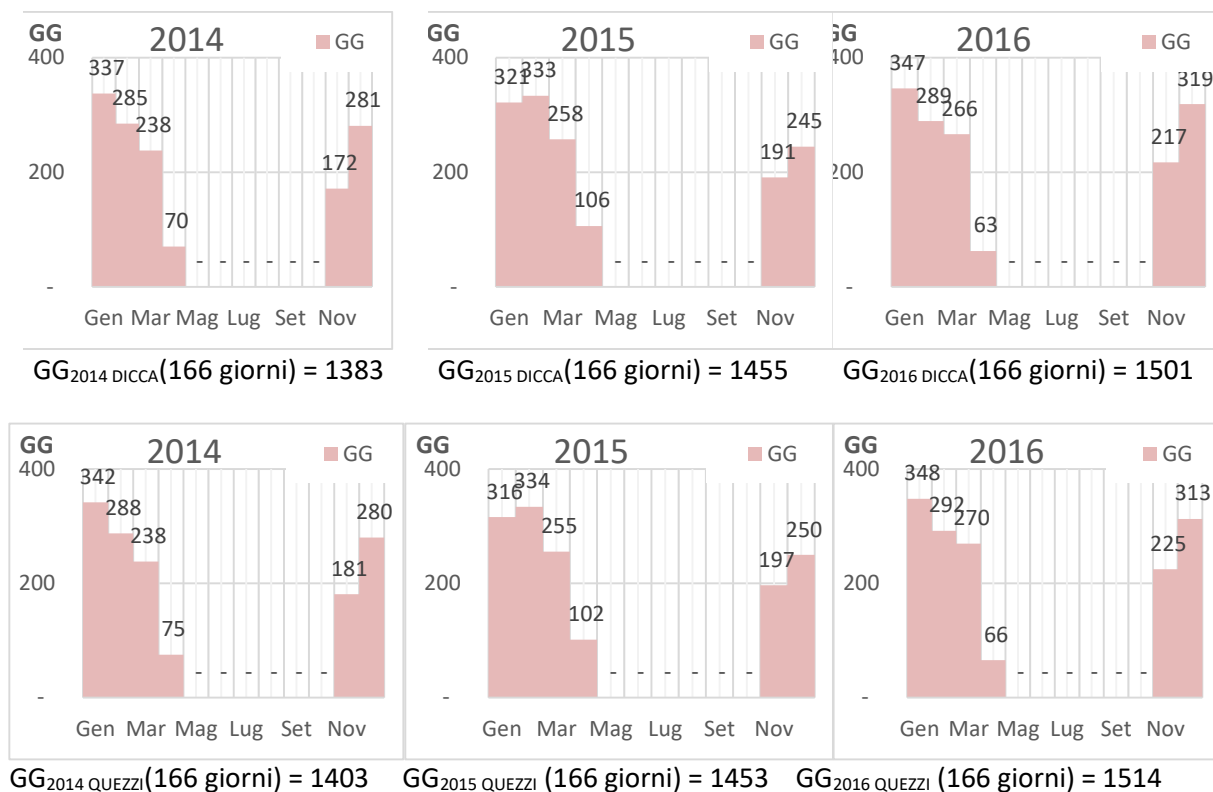 GG 2014 GG
400
337
285
238
281
200
172
70
- - - - - -
-
Gen Mar Mag Lug Set Nov
GG2014 DICCA(166 giorni) = 1383
GG 2015 GG
400
321
333
258
245
200
191
106
- - - - - -
-
Gen Mar Mag Lug Set Nov
GG2015 DICCA(166 giorni) = 1455
GG 2016 GG
400
347
289
266
319
200
217
63
- - - - - -
-
Gen Mar Mag Lug Set Nov
GG2016 DICCA(166 giorni) = 1501
GG 2014 GG
400
342
288
238
280
200
181
75
- - - - - -
-
Gen Mar Mag Lug Set Nov
GG2014 QUEZZI(166 giorni) = 1403
GG 2015 GG
400
316
334
255
250
200
197
102
- - - - - -
-
Gen Mar Mag Lug Set Nov
GG2015 QUEZZI (166 giorni) = 1453
GG 2016 GG
400
348
292
270
313
200
225
66
- - - - - -
-
Gen Mar Mag Lug Set Nov
GG2016 QUEZZI (166 giorni) = 1514